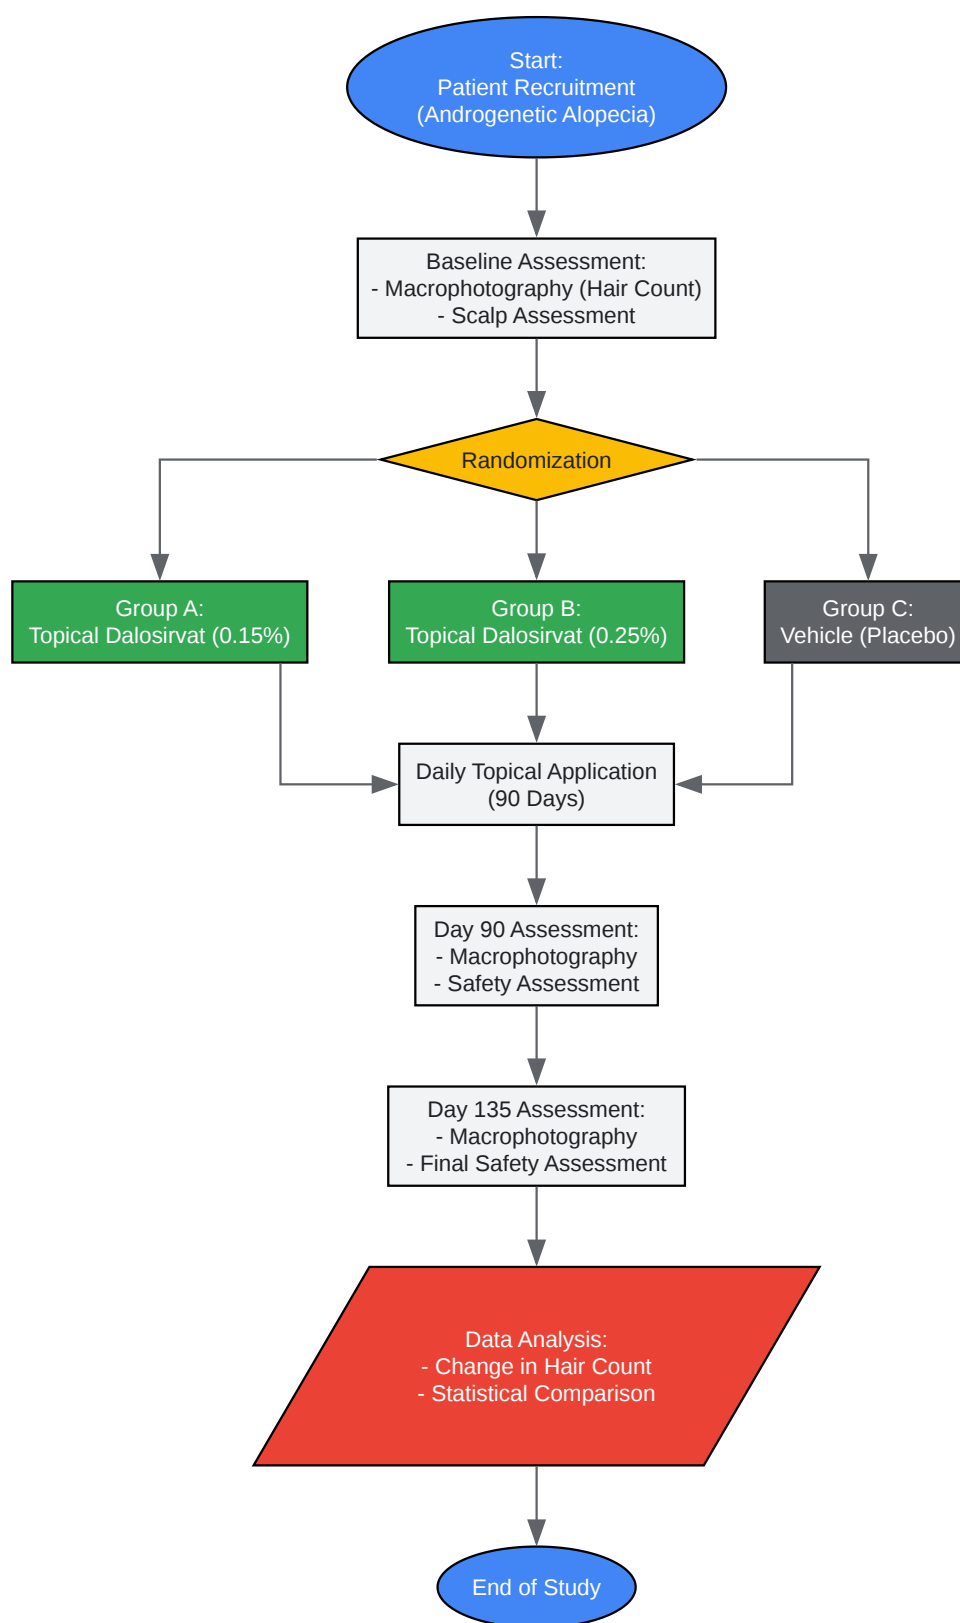 Start:
Patient Recruitment
(Androgenetic Alopecia)
Baseline Assessment:
- Macrophotography (Hair Count)
- Scalp Assessment
Randomization
Group A:
Topical Dalosirvat (0.15%)
Group B:
Topical Dalosirvat (0.25%)
Group C:
Vehicle (Placebo)
Daily Topical Application
(90 Days)
Day 90 Assessment:
- Macrophotography
- Safety Assessment
Day 135 Assessment:
- Macrophotography
- Final Safety Assessment
Data Analysis:
- Change in Hair Count
- Statistical Comparison
End of Study